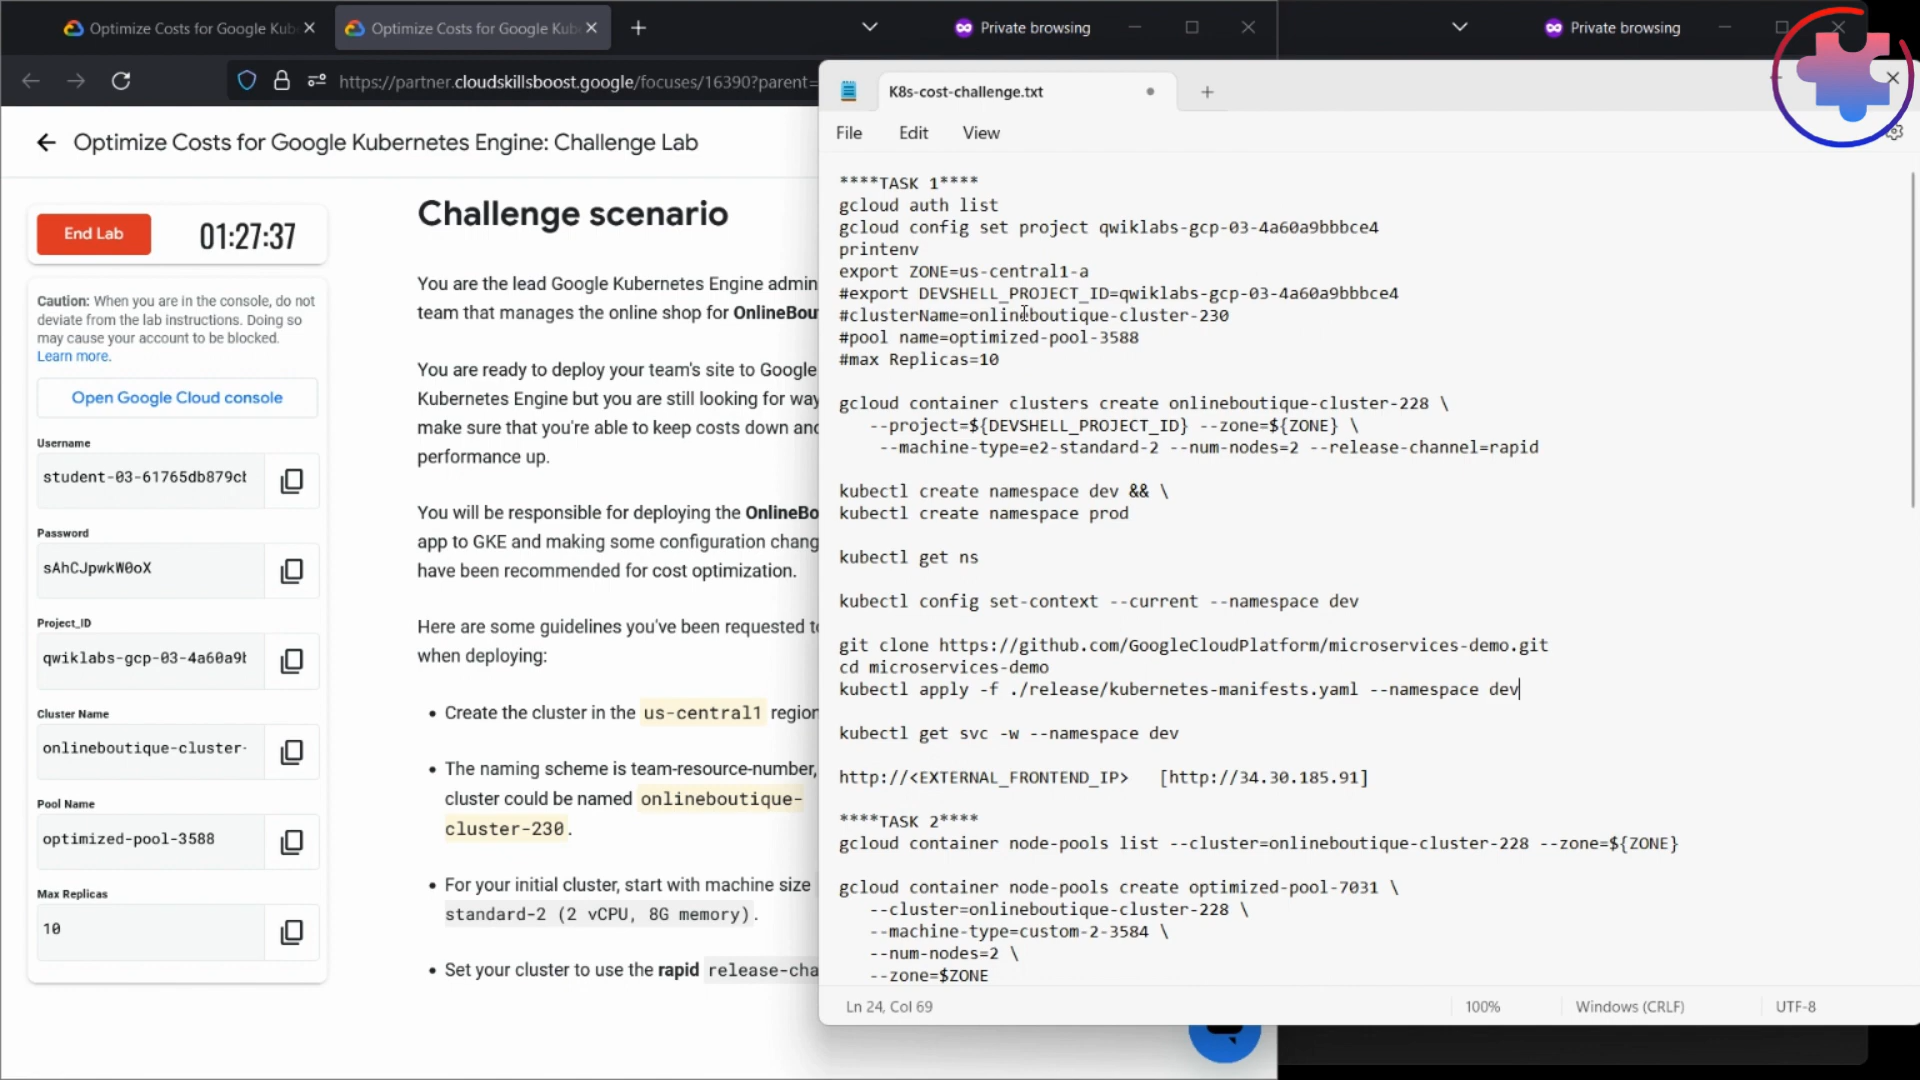 Optimize Costs for Google Kub
Optimize Costs for Google Kub
Private browsing
Private browsing
https://partner.cloudskillsboost.google/focuses/16390?parent=
Optimize Costs for Google Kubernetes Engine: Challenge Lab
End Lab
01:27:37
Caution: When you are in the console, do not
deviate from the lab instructions. Doing so
may cause your account to be blocked.
Learn more.
Open Google Cloud console
Username
student-03-61765db879cb
Password
sAhCJpwkW0oX
Project_ID
qwiklabs-gcp-03-4a60a9b
Cluster Name
onlineboutique-cluster-
Pool Name
optimized-pool-3588
Max Replicas
10
Challenge scenario
You are the lead Google Kubernetes Engine admin
team that manages the online shop for OnlineBou
You are ready to deploy your team's site to Google
Kubernetes Engine but you are still looking for way
make sure that you're able to keep costs down and
performance up.
You will be responsible for deploying the OnlineBo
app to GKE and making some configuration chang
have been recommended for cost optimization.
Here are some guidelines you've been requested to
when deploying:
• Create the cluster in the us-central1 region
• The naming scheme is team-resource-number,
cluster could be named onlineboutique-
cluster-230.
• For your initial cluster, start with machine size
standard-2 (2 vCPU, 8G memory).
• Set your cluster to use the rapid release-cha
K8s-cost-challenge.txt
File Edit View
****TASK 1****
gcloud auth list
gcloud config set project qwiklabs-gcp-03-4a60a9bbbce4
printenv
export ZONE=us-central1-a
#export DEVSHELL_PROJECT_ID=qwiklabs-gcp-03-4a60a9bbbce4
#clusterName=onlineboutique-cluster-230
#pool name=optimized-pool-3588
#max Replicas=10
gcloud container clusters create onlineboutique-cluster-228 \
--project=${DEVSHELL_PROJECT_ID} --zone=${ZONE} \
--machine-type=e2-standard-2 --num-nodes=2 --release-channel=rapid
kubectl create namespace dev && \
kubectl create namespace prod
kubectl get ns
kubectl config set-context --current --namespace dev
git clone https://github.com/GoogleCloudPlatform/microservices-demo.git
cd microservices-demo
kubectl apply -f ./release/kubernetes-manifests.yaml --namespace dev
kubectl get svc -w --namespace dev
http://<EXTERNAL_FRONTEND_IP> [http://34.30.185.91]
****TASK 2****
gcloud container node-pools list --cluster=onlineboutique-cluster-228 --zone=${ZONE}
gcloud container node-pools create optimized-pool-7031 \
--cluster=onlineboutique-cluster-228 \
--machine-type=custom-2-3584 \
--num-nodes=2 \
--zone=$ZONE
Ln 24, Col 69
100%
Windows (CRLF)
UTF-8